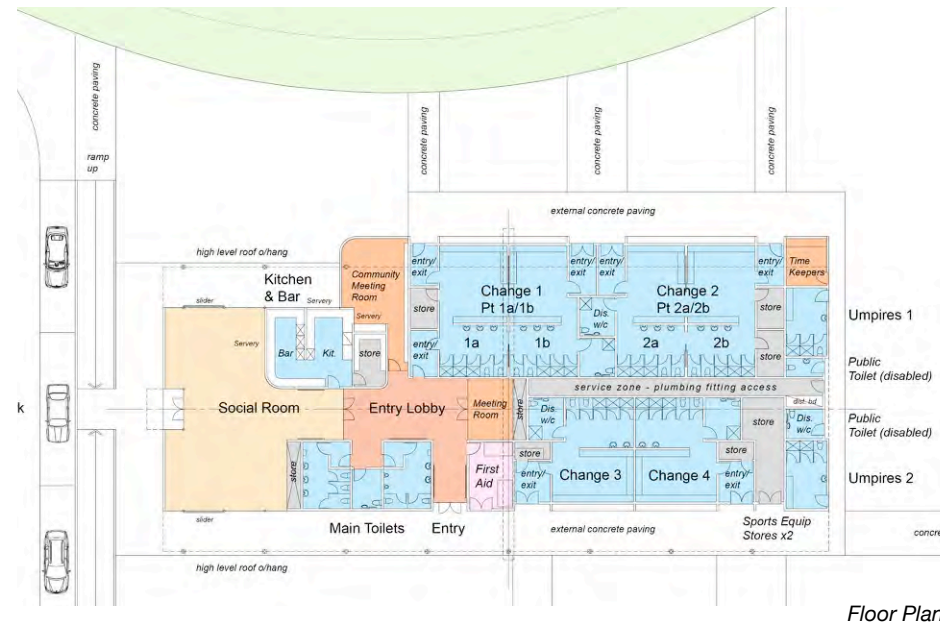 concrete paving
ramp
up
concrete paving
concrete paving
concrete paving
external concrete paving
high level roof o/hang
Kitchen
& Bar
Servery
slider
Servery
Bar
Kit.
store
Community
Meeting
Room
Servery
entry/
exit
store
entry/
exit
Change 1
Pt 1a/1b
1a
1b
entry/
exit
entry/
exit
Dis.
w/c
Change 2
Pt 2a/2b
2a
2b
entry/
exit
store
store
Time
Keepers
Umpires 1
Public
Toilet (disabled)
service zone - plumbing fitting access
k
Social Room
Entry Lobby
Meeting
Room
store
Dis.
w/c
store
entry/
exit
Change 3
Change 4
store
entry/
exit
dist-bd
Dis.
w/c
Public
Toilet (disabled)
Umpires 2
store
First
Aid
slider
Main Toilets
Entry
external concrete paving
Sports Equip
Stores x2
concre
high level roof o/hang
Floor Plan